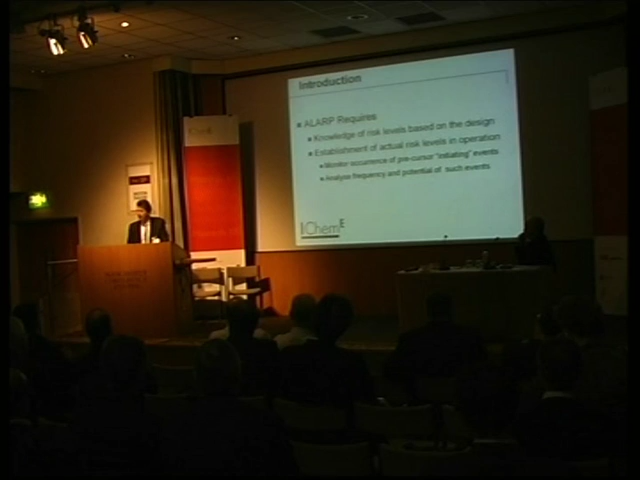 Introduction
ALARP Requires
Knowledge of risk levels based on the design
Establishment of actual risk levels in operation
Monitor occurrence of pre-cursur "initiating" events
Analyse frequency and potential of such events
IChemE